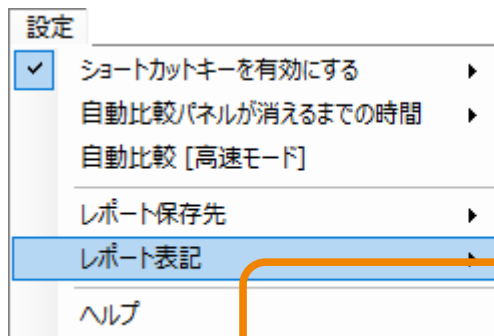 設定
ショートカットキーを有効にする
自動比較パネルが消えるまでの時間
自動比較 [高速モード]
レポート保存先
レポート表記
ヘルプ